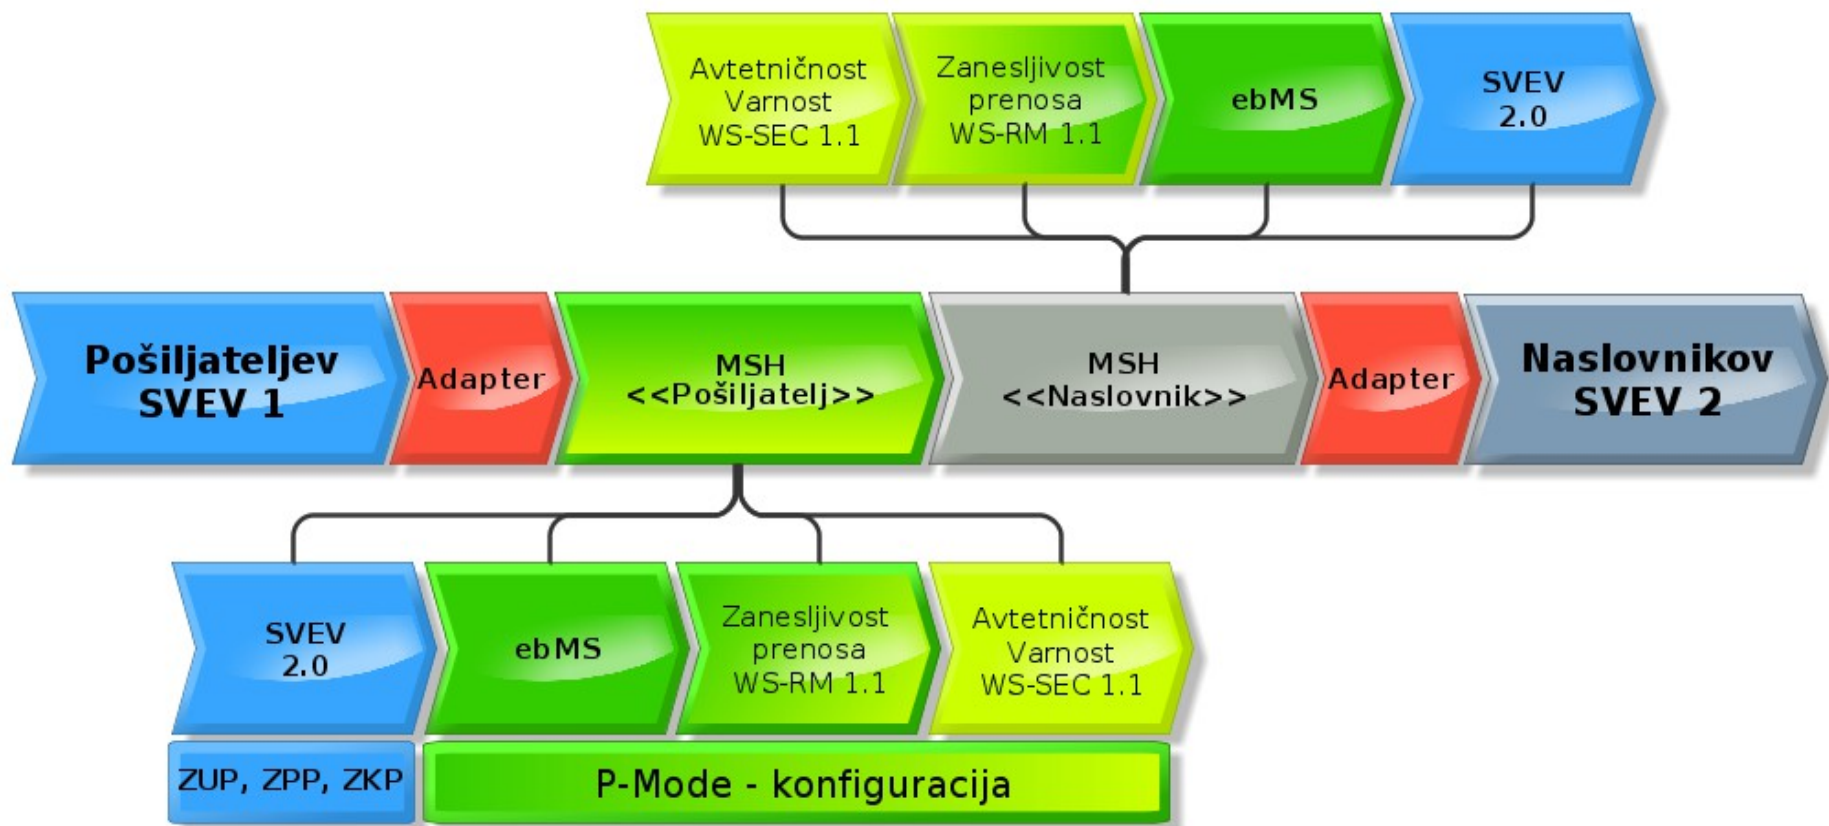 Avtetničnost
Varnost
WS-SEC 1.1
Zanesljivost
prenosa
WS-RM 1.1
ebMS
SVEV
2.0
Pošiljateljev
SVEV 1
Adapter
MSH
<<Pošiljatelj>>
MSH
<<Naslovnik>>
Adapter
Naslovnikov
SVEV 2
SVEV
2.0
ebMS
Zanesljivost
prenosa
WS-RM 1.1
Avtetničnost
Varnost
WS-SEC 1.1
ZUP, ZPP, ZKP
P-Mode - konfiguracija